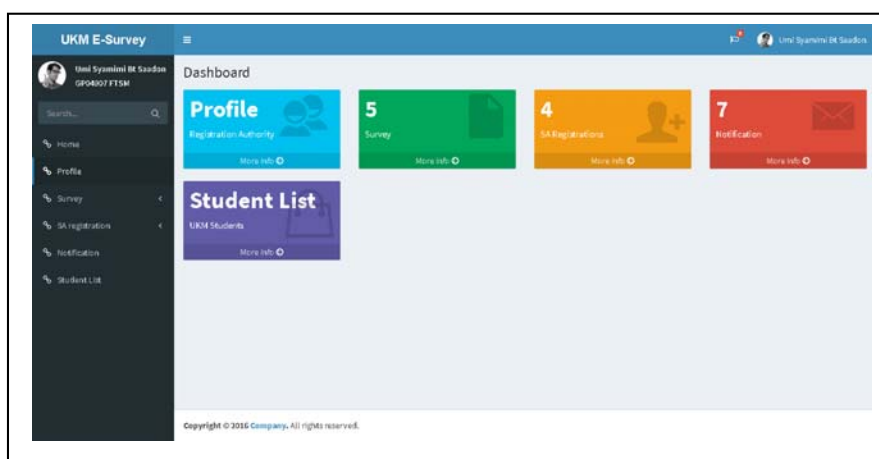 UKM E-Survey
Umi Syamimi Bt Saadon
Umi Syamimi Bt Saadon
GP04007 FTSM
Search...
Home
Profile
Survey
SA registration
Notification
Student List
Dashboard
Profile
Registration Authority
More info
5
Survey
More info
4
SA Registrations
More info
7
Notification
More info
Student List
UKM Students
More info
Copyright © 2016 Company. All rights reserved.